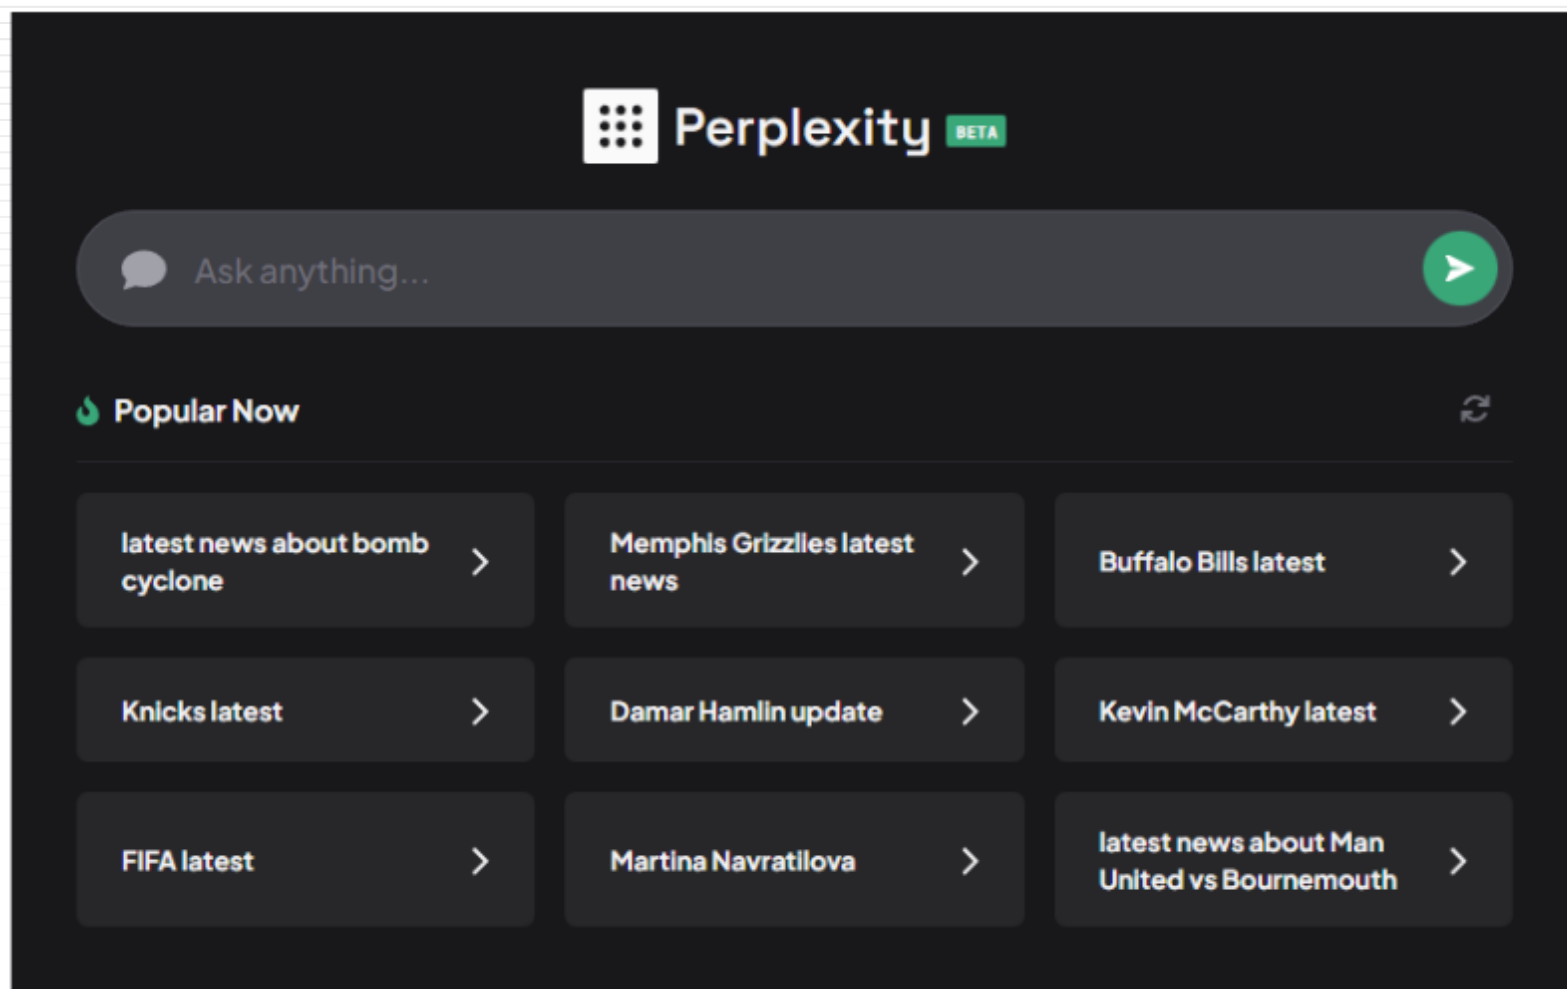 Perplexity BETA
Ask anything...
Popular Now
latest news about bomb
cyclone
Memphis Grizzlies latest
news
Buffalo Bills latest
Knicks latest
Damar Hamlin update
Kevin McCarthy latest
FIFA latest
Martina Navratilova
latest news about Man
United vs Bournemouth